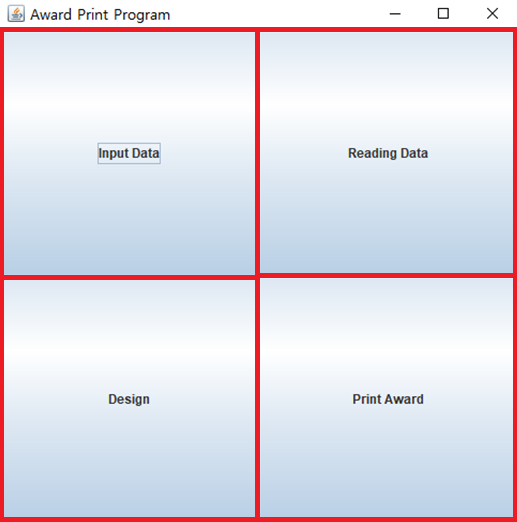 Award Print Program
Input Data
Reading Data
Design
Print Award